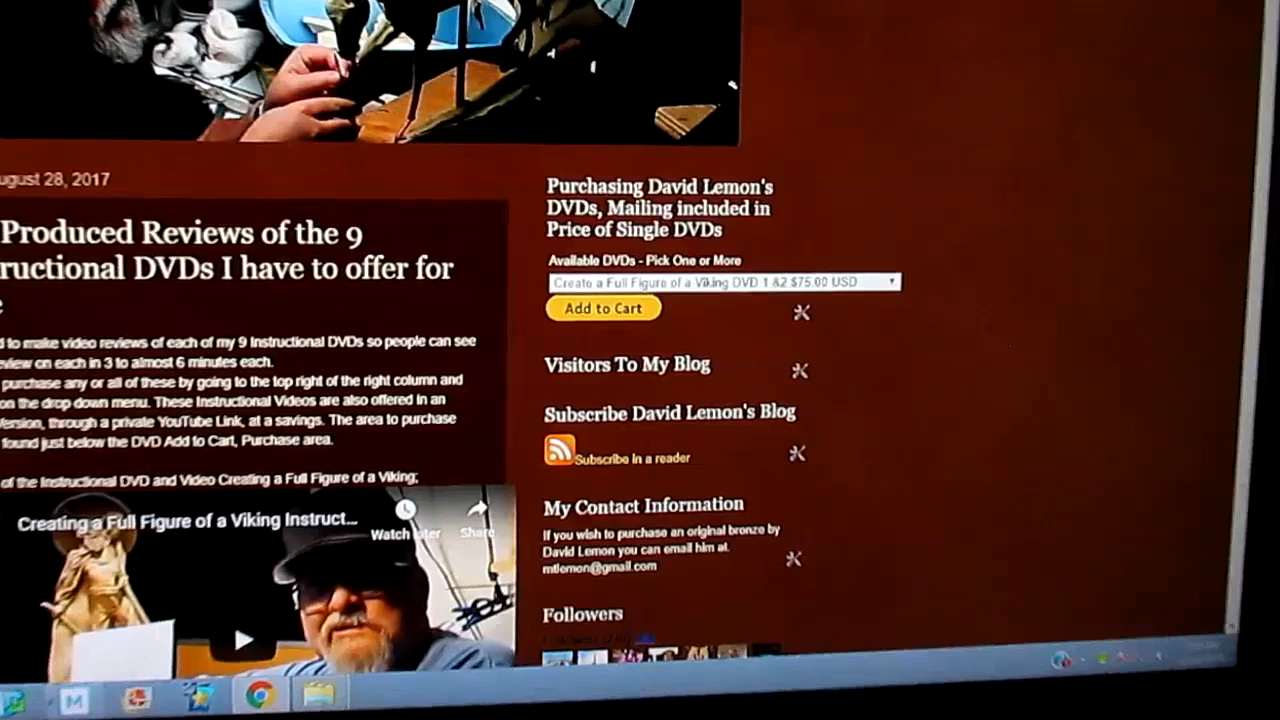 ugust 28, 2017
Produced Reviews of the 9
ructional DVDs I have to offer for
e
d to make video reviews of each of my 9 Instructional DVDs so people can see
eview on each in 3 to almost 6 minutes each.
purchase any or all of these by going to the top right of the right column and
on the drop down menu. These Instructional Videos are also offered in an
Version, through a private YouTube Link, at a savings. The area to purchase
found just below the DVD Add to Cart, Purchase area.
of the Instructional DVD and Video Creating a Full Figure of a Viking;
Creating a Full Figure of a Viking Instruct...
Watch later
Share
Purchasing David Lemon's
DVDs, Mailing included in
Price of Single DVDs
Available DVDs - Pick One or More
Create a Full Figure of a Viking DVD 1 &2 $75.00 USD
Add to Cart
Visitors To My Blog
Subscribe David Lemon's Blog
Subscribe in a reader
My Contact Information
If you wish to purchase an original bronze by
David Lemon you can email him at.
mtlemon@gmail.com
Followers